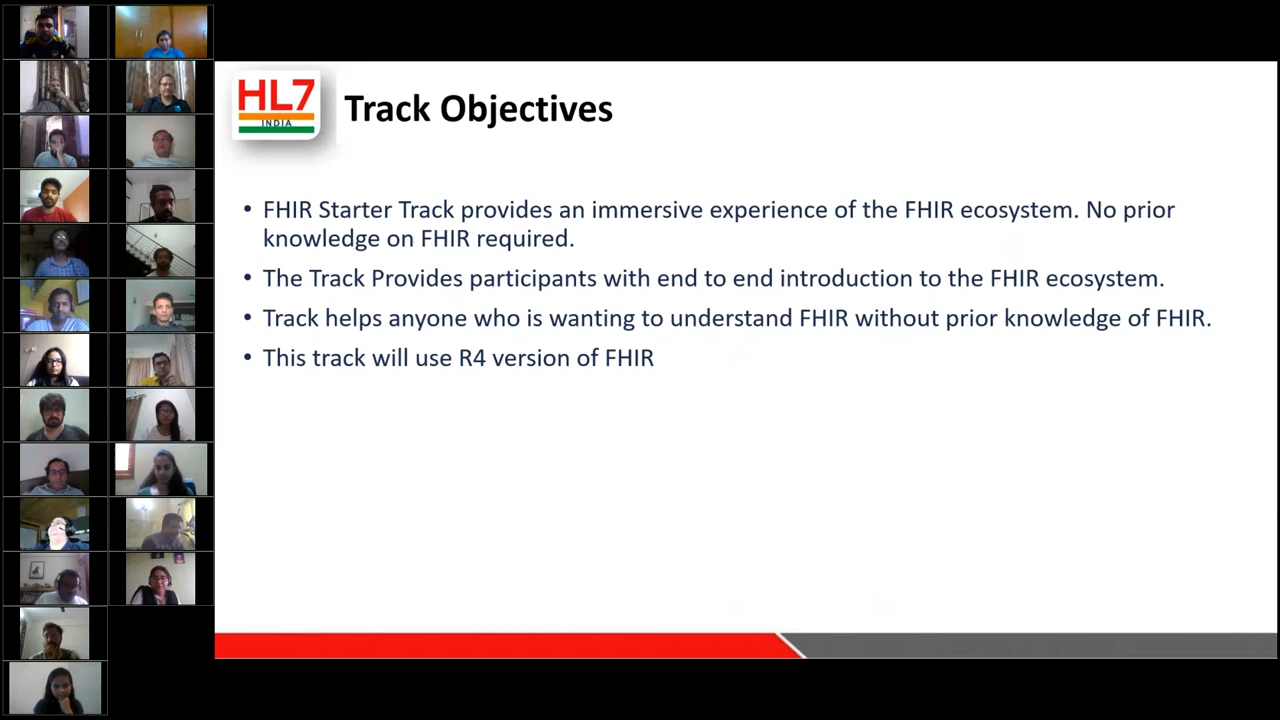 HL7
INDIA
Track Objectives
• FHIR Starter Track provides an immersive experience of the FHIR ecosystem. No prior
knowledge on FHIR required.
• The Track Provides participants with end to end introduction to the FHIR ecosystem.
• Track helps anyone who is wanting to understand FHIR without prior knowledge of FHIR.
• This track will use R4 version of FHIR